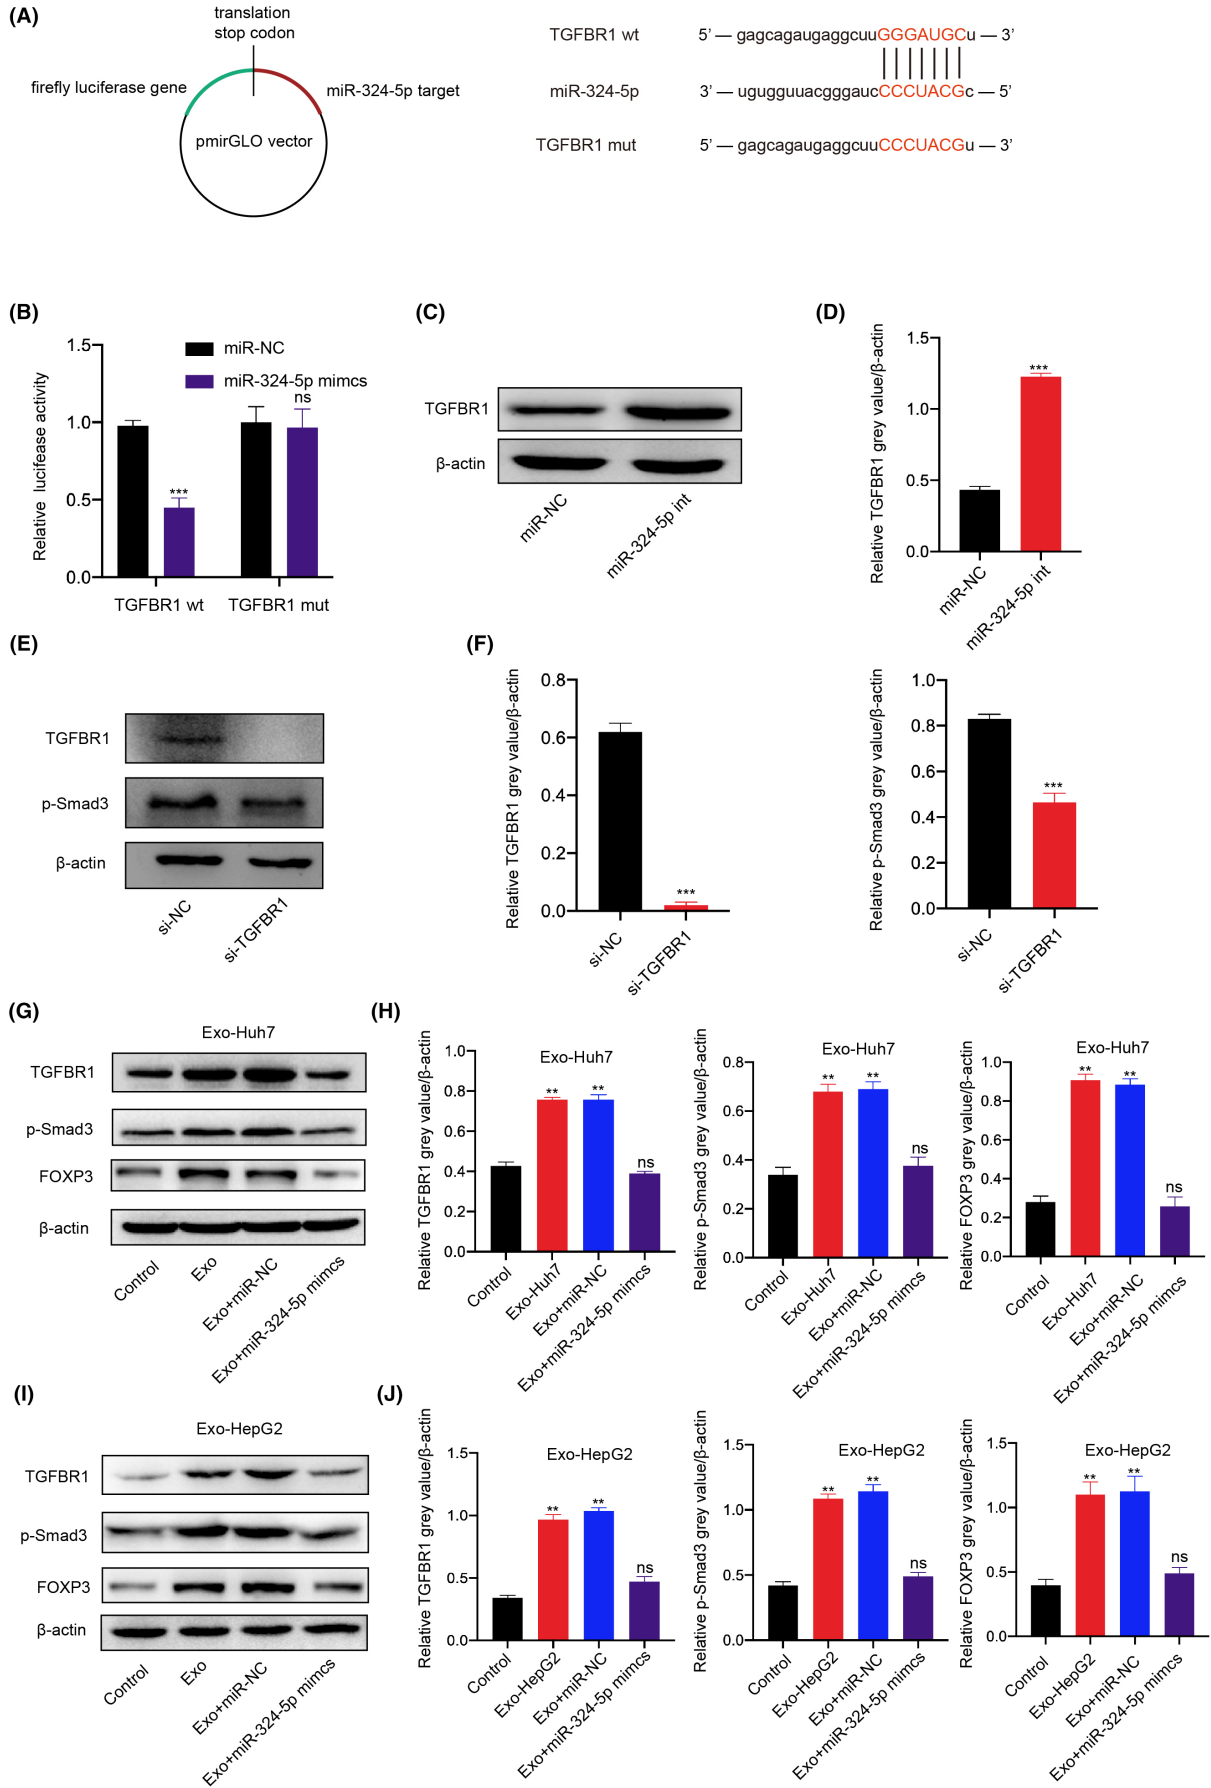 (A)
translation
stop codon
firefly luciferase gene
miR-324-5p target
pmirGLO vector
TGFBR1 wt 5’ — gagcagaugaggcuuGGGAUGCu — 3’
miR-324-5p 3’ — ugugguuacgggaucCCCUACGc — 5’
TGFBR1 mut 5’ — gagcagaugaggcuuCCCUACGu — 3’
(B)
Relative lucifease activity
1.5
1.0
0.5
0.0
miR-NC
miR-324-5p mimcs
***
ns
TGFBR1 wt
TGFBR1 mut
(C)
TGFBR1
β-actin
miR-NC
miR-324-5p int
(D)
Relative TGFBR1 grey value/β-actin
1.5
1.0
0.5
0.0
***
miR-NC
miR-324-5p int
(E)
TGFBR1
p-Smad3
β-actin
si-NC
si-TGFBR1
(F)
Relative TGFBR1 grey value/β-actin
0.8
0.6
0.4
0.2
0.0
***
si-NC
si-TGFBR1
Relative p-Smad3 grey value/β-actin
1.0
0.8
0.6
0.4
0.2
0.0
***
si-NC
si-TGFBR1
(G)
Exo-Huh7
TGFBR1
p-Smad3
FOXP3
β-actin
Control
Exo
Exo+miR-NC
Exo+miR-324-5p mimcs
(H)
Relative TGFBR1 grey value/β-actin
Exo-Huh7
1.0
0.8
0.6
0.4
0.2
0.0
**
**
ns
Control
Exo-Huh7
Exo+miR-NC
Exo+miR-324-5p mimcs
Relative p-Smad3 grey value/β-actin
Exo-Huh7
0.8
0.6
0.4
0.2
0.0
**
**
ns
Control
Exo-Huh7
Exo+miR-NC
Exo+miR-324-5p mimcs
Relative FOXP3 grey value/β-actin
Exo-Huh7
1.0
0.8
0.6
0.4
0.2
0.0
**
**
ns
Control
Exo-Huh7
Exo+miR-NC
Exo+miR-324-5p mimcs
(I)
Exo-HepG2
TGFBR1
p-Smad3
FOXP3
β-actin
Control
Exo
Exo+miR-NC
Exo+miR-324-5p mimcs
(J)
Relative TGFBR1 grey value/β-actin
Exo-HepG2
1.5
1.0
0.5
0.0
**
**
ns
Control
Exo-HepG2
Exo+miR-NC
Exo+miR-324-5p mimcs
Relative p-Smad3 grey value/β-actin
Exo-HepG2
1.5
1.0
0.5
0.0
**
**
ns
Control
Exo-HepG2
Exo+miR-NC
Exo+miR-324-5p mimcs
Relative FOXP3 grey value/β-actin
Exo-HepG2
1.5
1.0
0.5
0.0
**
**
ns
Control
Exo-HepG2
Exo+miR-NC
Exo+miR-324-5p mimcs